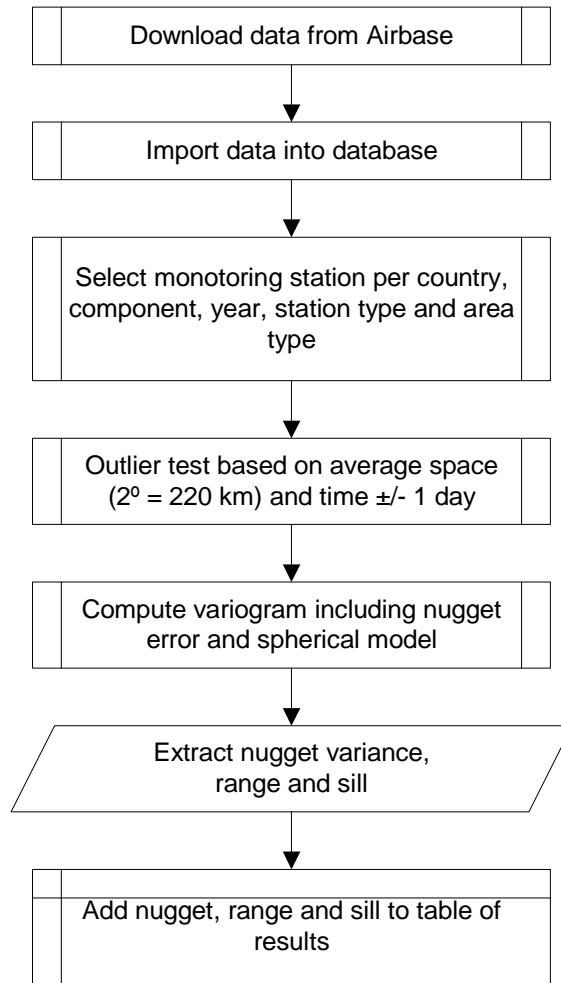 Download data from Airbase
Import data into database
Select monotoring station per country,
component, year, station type and area
type
Outlier test based on average space
(2º = 220 km) and time +/- 1 day
Compute variogram including nugget
error and spherical model
Extract nugget variance,
range and sill
Add nugget, range and sill to table of
results